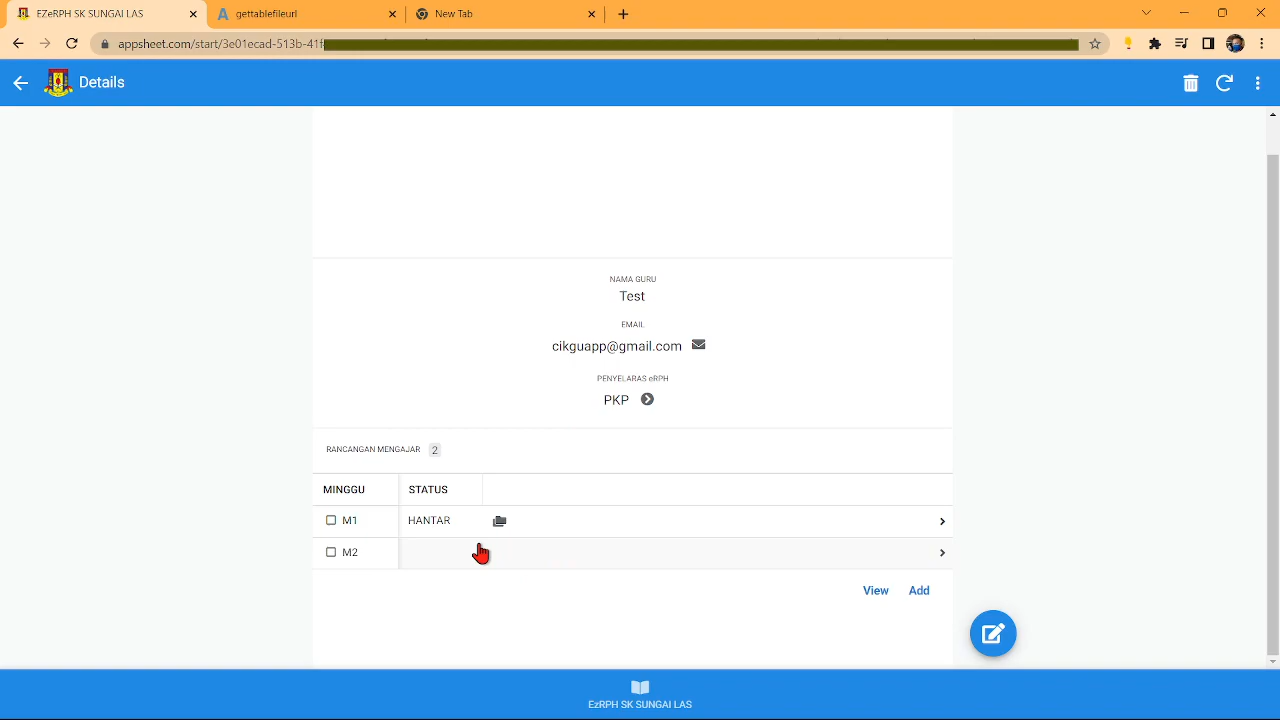 EZeRPH SK SUNGAI LAS
gettablefileurl
New Tab
appsheet.com/start/3e01ecad-513b-41f
Details
NAMA GURU
Test
EMAIL
cikguapp@gmail.com
PENYELARAS eRPH
PKP
RANCANGAN MENGAJAR 2
MINGGU STATUS
M1 HANTAR
M2
View Add
EzRPH SK SUNGAI LAS